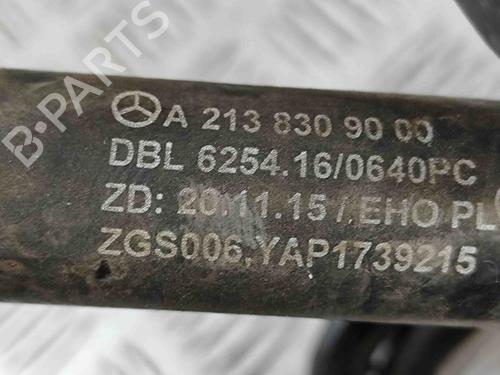 B-PARTS
A 213 830 90 00
DBL 6254.16/0640PC
ZD: 20.11.15 / EHO PL
ZGS006 YAP1739215